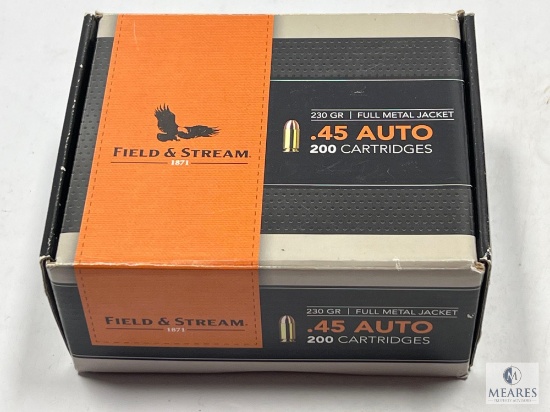 230 GR | FULL METAL JACKET
.45 AUTO
200 CARTRIDGES
FIELD & STREAM
1871
230 GR | FULL METAL JACKET
.45 AUTO
200 CARTRIDGES
FIELD & STREAM
1871
M
MEARES